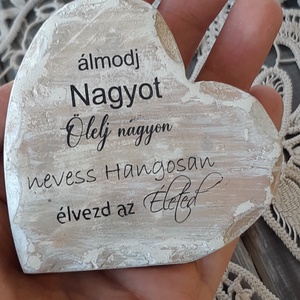 álmodj
Nagyot
Ölelj nagyon
nevess Hangosan
élvezd az Életed